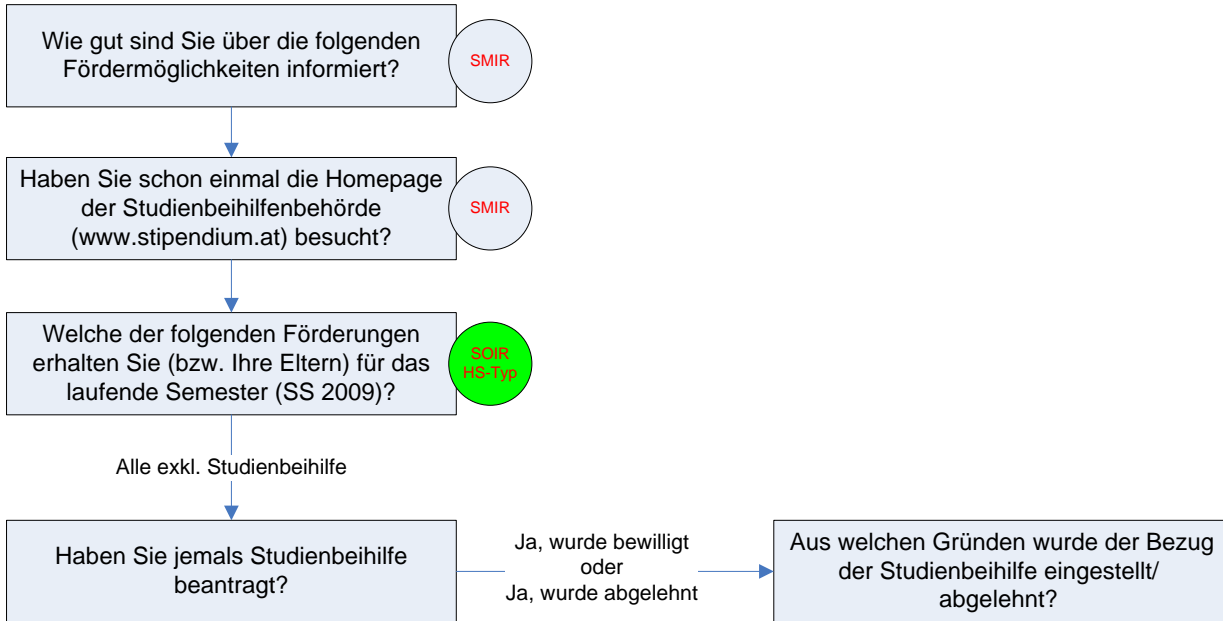 Wie gut sind Sie über die folgenden
Fördermöglichkeiten informiert?
SMIR
Haben Sie schon einmal die Homepage
der Studienbeihilfenbehörde
(www.stipendium.at) besucht?
SMIR
Welche der folgenden Förderungen
erhalten Sie (bzw. Ihre Eltern) für das
laufende Semester (SS 2009)?
SOIR
HS-Typ
Alle exkl. Studienbeihilfe
Haben Sie jemals Studienbeihilfe
beantragt?
Ja, wurde bewilligt
oder
Ja, wurde abgelehnt
Aus welchen Gründen wurde der Bezug
der Studienbeihilfe eingestellt/
abgelehnt?